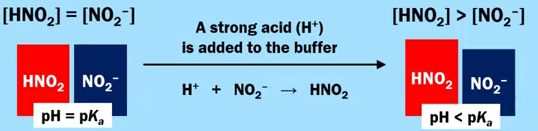 [HNO₂] = [NO₂⁻]
HNO₂
NO₂⁻
pH = pKₐ
A strong acid (H⁺)
is added to the buffer
H⁺ + NO₂⁻ → HNO₂
[HNO₂] > [NO₂⁻]
HNO₂
NO₂⁻
pH < pKₐ